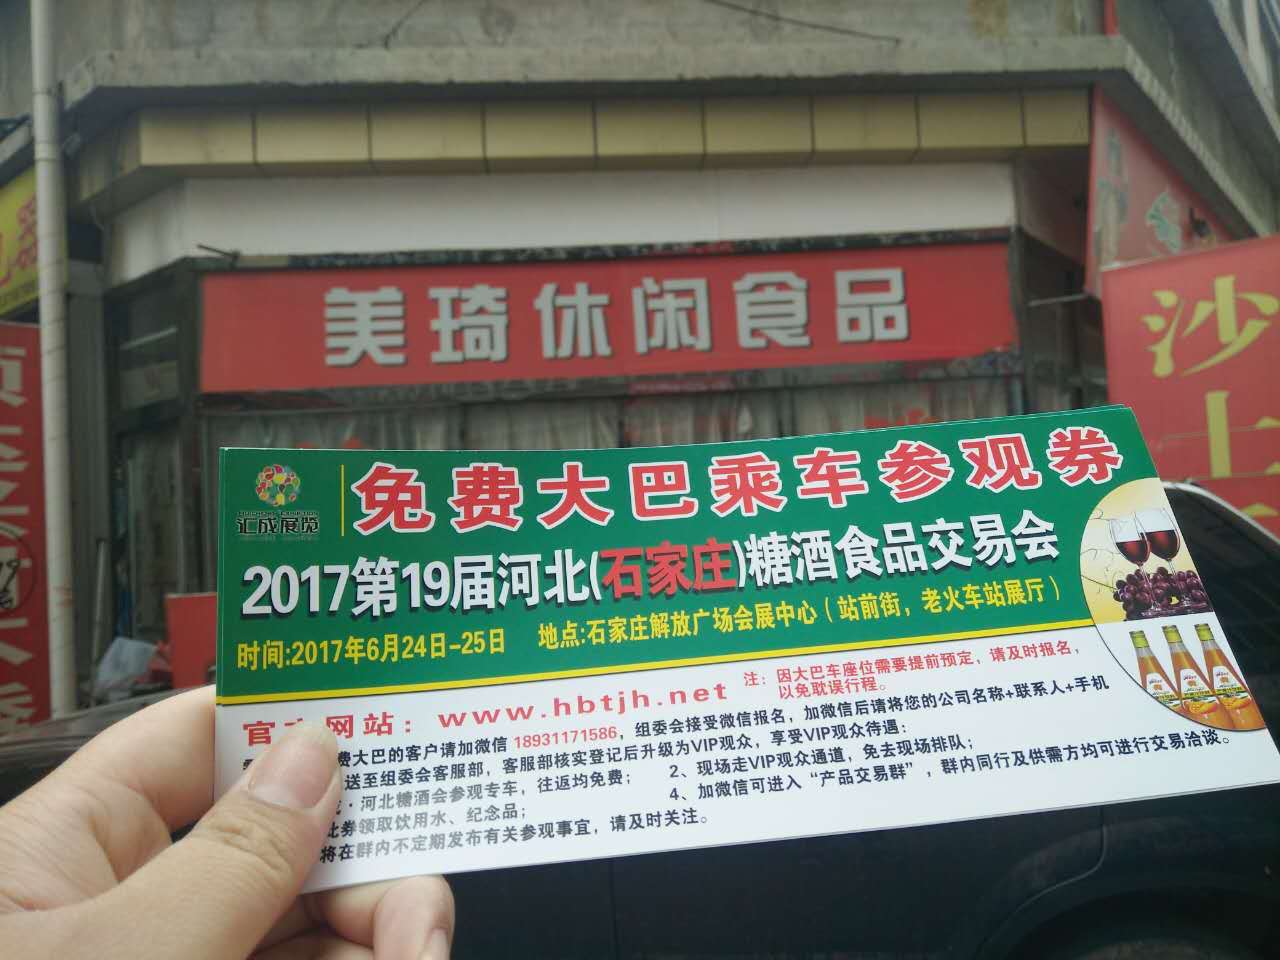 美琦休闲食品
沙
汇成展览
免费大巴乘车参观券
2017第19届河北(石家庄)糖酒食品交易会
时间:2017年6月24日-25日 地点:石家庄解放广场会展中心（站前街，老火车站展厅）
官 网站：www.hbtjh.net
注：因大巴车座位需要提前预定，请及时报名，
以免耽误行程。
费大巴的客户请加微信 18931171586，组委会接受微信报名，加微信后请将您的公司名称+联系人+手机
送至组委会客服部，客服部核实登记后升级为VIP观众，享受VIP观众待遇：
·河北糖酒会参观专车，往返均免费； 2、现场走VIP观众通道，免去现场排队；
此券领取饮用水、纪念品； 4、加微信可进入“产品交易群”，群内同行及供需方均可进行交易洽谈。
将在群内不定期发布有关参观事宜，请及时关注。